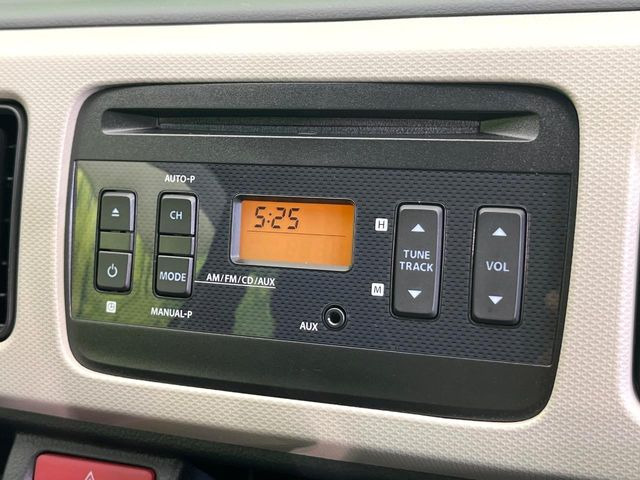 AUTO-P
CH
5:25
H
TUNE
TRACK
VOL
MODE
AM/FM/CD/AUX
M
MANUAL-P
AUX